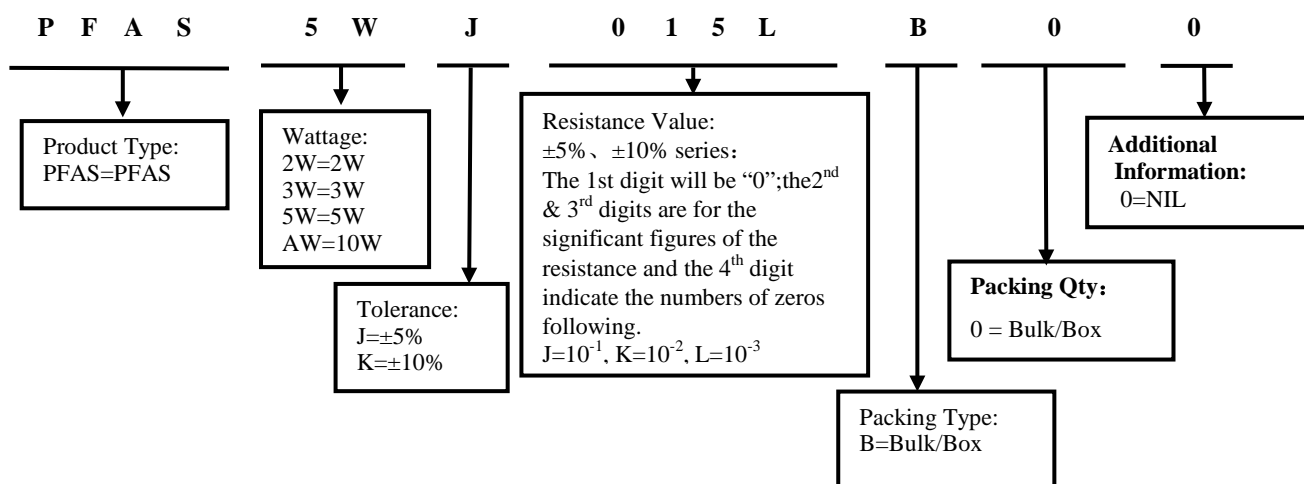 P F A S 5 W J 0 1 5 L B 0 0
Product Type:
PFAS=PFAS
Wattage:
2W=2W
3W=3W
5W=5W
AW=10W
Tolerance:
J=±5%
K=±10%
Resistance Value:
±5%、±10% series：
The 1st digit will be “0”;the2nd
& 3rd digits are for the
significant figures of the
resistance and the 4th digit
indicate the numbers of zeros
following.
J=10-1, K=10-2, L=10-3
Packing Type:
B=Bulk/Box
Packing Qty：
0 = Bulk/Box
Additional
Information:
0=NIL